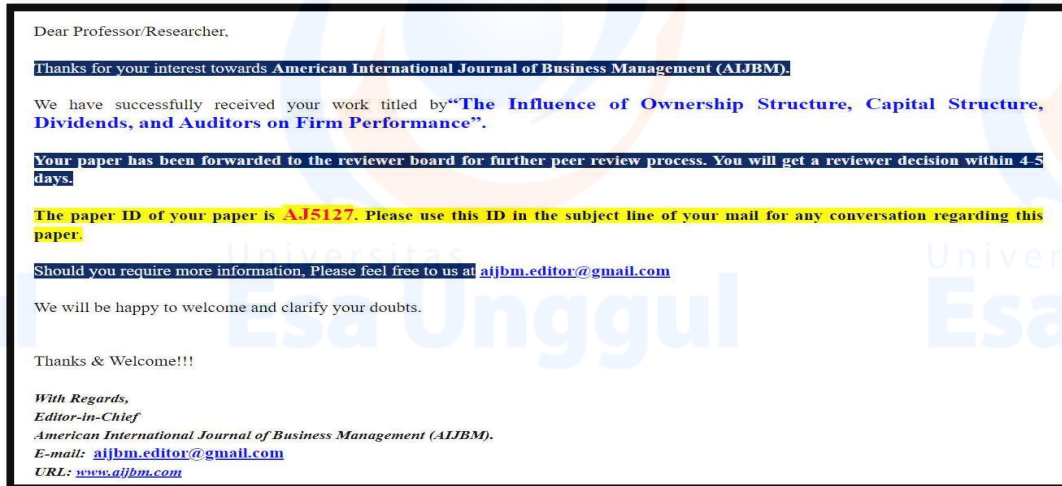 Dear Professor/Researcher,
Thanks for your interest towards American International Journal of Business Management (AIJBM).
We have successfully received your work titled by“The Influence of Ownership Structure, Capital Structure,
Dividends, and Auditors on Firm Performance”.
Your paper has been forwarded to the reviewer board for further peer review process. You will get a reviewer decision within 4-5
days.
The paper ID of your paper is AJ5127. Please use this ID in the subject line of your mail for any conversation regarding this
paper.
Universitas Univer
Should you require more information, Please feel free to us at aijbm.editor@gmail.com
We will be happy to welcome and clarify your doubts.
ul Esa Unggul Esa
Thanks & Welcome!!!
With Regards,
Editor-in-Chief
American International Journal of Business Management (AIJBM).
E-mail: aijbm.editor@gmail.com
URL: www.aijbm.com